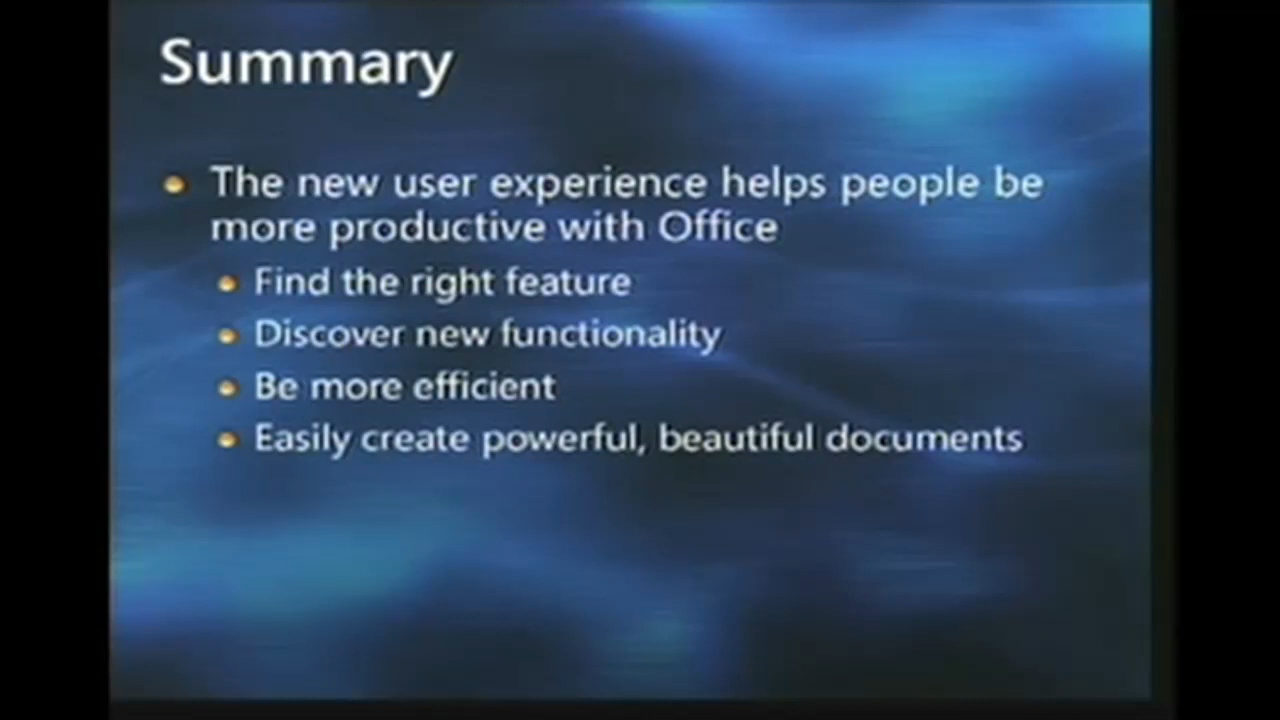 Summary
The new user experience helps people be
more productive with Office
Find the right feature
Discover new functionality
Be more efficient
Easily create powerful, beautiful documents